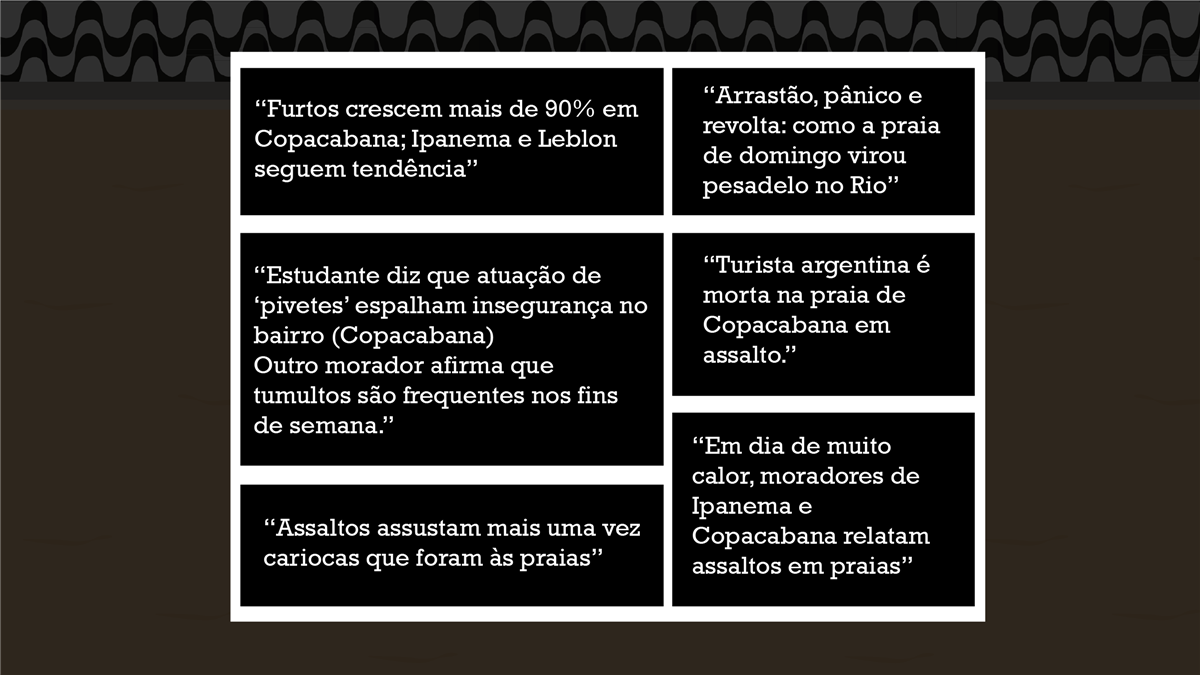 “Furtos crescem mais de 90% em
Copacabana; Ipanema e Leblon
seguem tendência”
“Arrastão, pânico e
revolta: como a praia
de domingo virou
pesadelo no Rio”
“Estudante diz que atuação de
‘pivetes’ espalham insegurança no
bairro (Copacabana)
Outro morador afirma que
tumultos são frequentes nos fins
de semana.”
“Turista argentina é
morta na praia de
Copacabana em
assalto.”
“Assaltos assustam mais uma vez
cariocas que foram às praias”
“Em dia de muito
calor, moradores de
Ipanema e
Copacabana relatam
assaltos em praias”